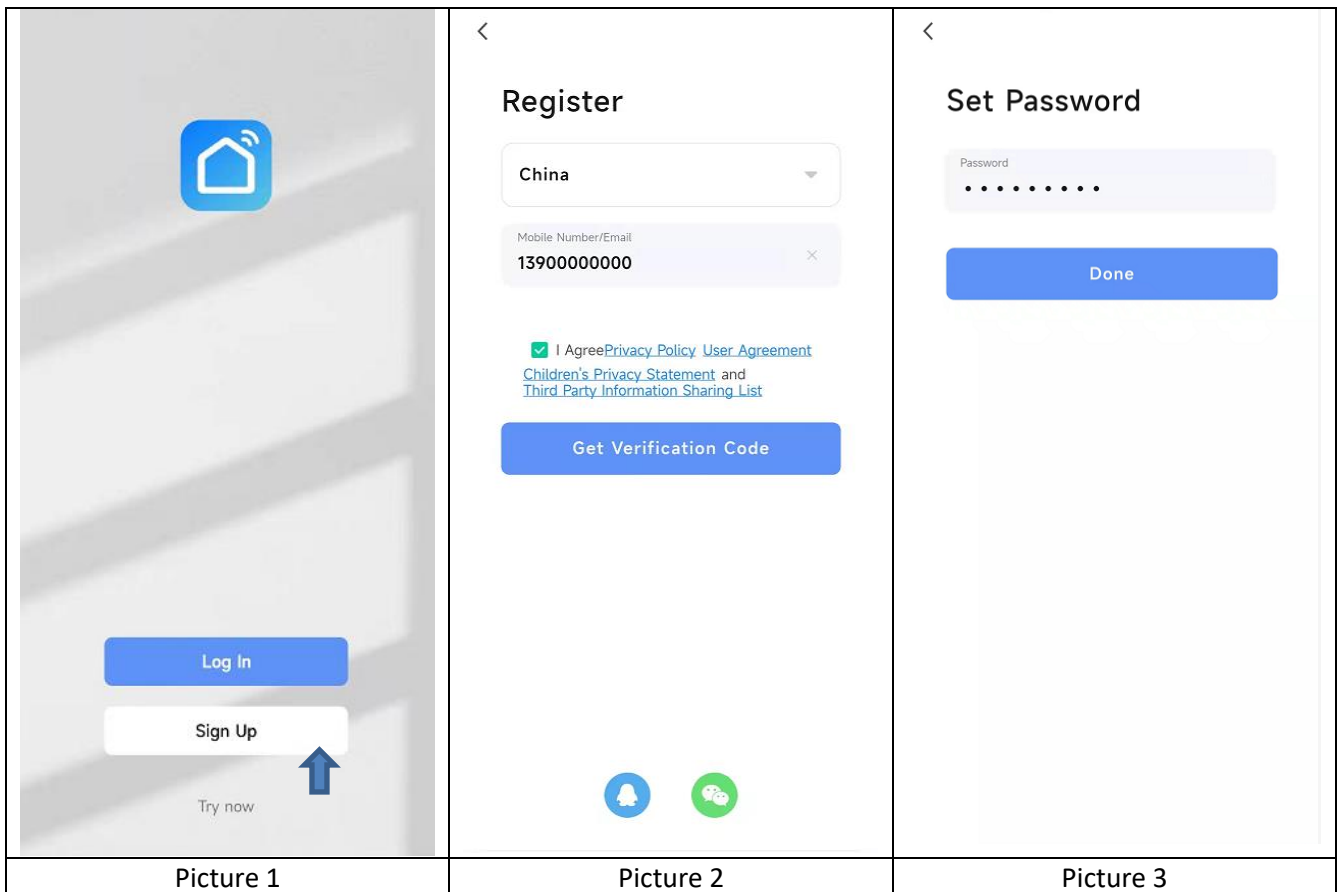 Log In
Sign Up
Try now
Picture 1
Register
China
Mobile Number/Email
13900000000
I AgreePrivacy Policy User Agreement
Children's Privacy Statement and
Third Party Information Sharing List
Get Verification Code
Picture 2
Set Password
Password
•••••••••
Done
Picture 3